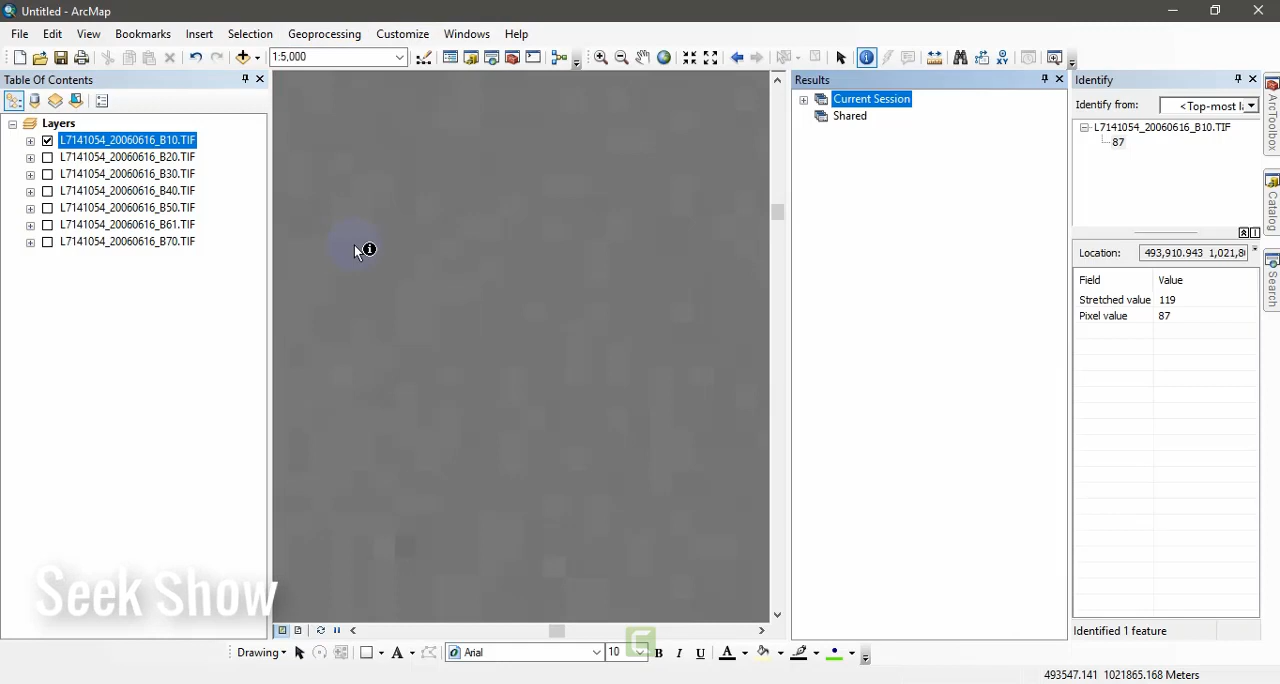 Untitled - ArcMap
File Edit View Bookmarks Insert Selection Geoprocessing Customize Windows Help
1:5,000
Table Of Contents
Layers
L7141054_20060616_B10.TIF
L7141054_20060616_B20.TIF
L7141054_20060616_B30.TIF
L7141054_20060616_B40.TIF
L7141054_20060616_B50.TIF
L7141054_20060616_B61.TIF
L7141054_20060616_B70.TIF
Results
Current Session
Shared
Identify
Identify from: <Top-most l
L7141054_20060616_B10.TIF
87
Location: 493,910.943 1,021,8
Field Value
Stretched value 119
Pixel value 87
Identified 1 feature
ArcToolbox
Catalog
Search
Seek Show
Drawing A Arial 10 B I U A
493547.141 1021865.168 Meters